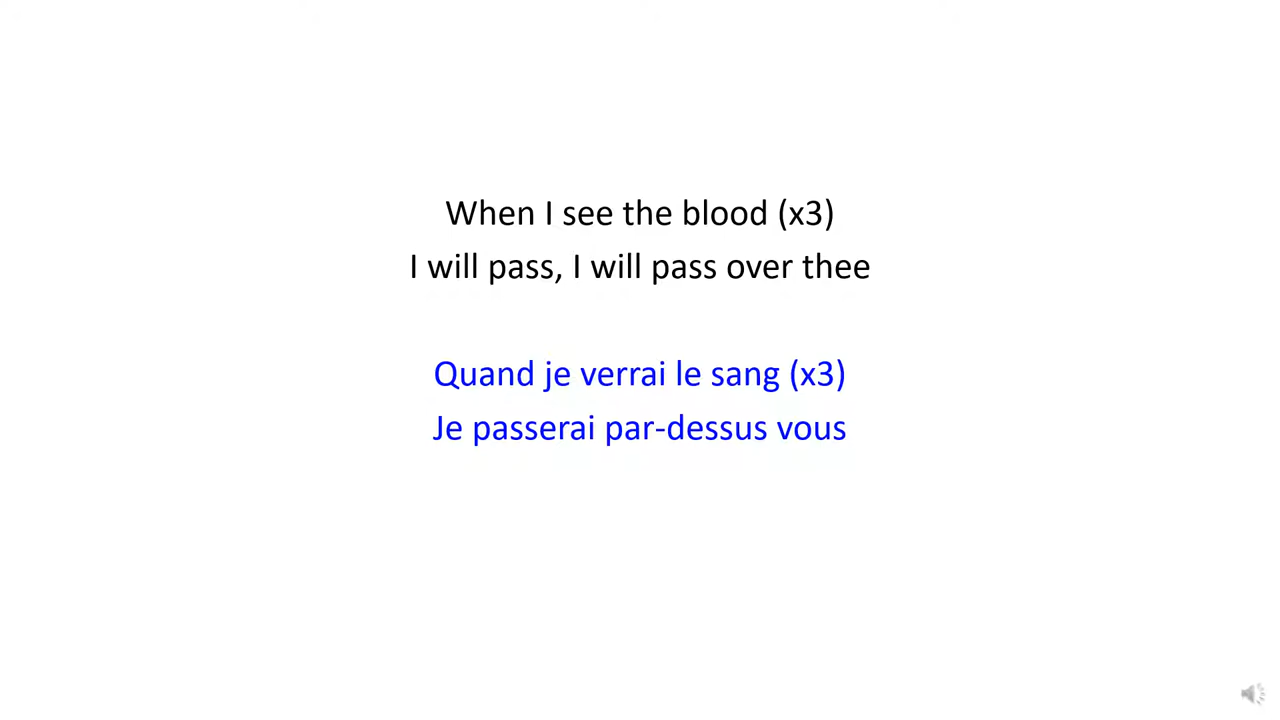 When I see the blood (x3)
I will pass, I will pass over thee
Quand je verrai le sang (x3)
Je passerai par-dessus vous